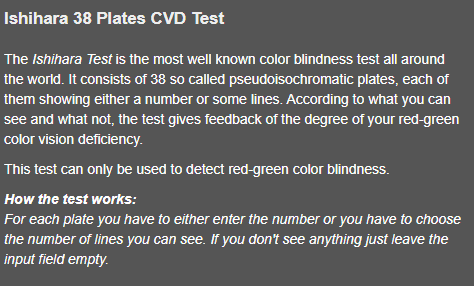 Ishihara 38 Plates CVD Test
The Ishihara Test is the most well known color blindness test all around
the world. It consists of 38 so called pseudoisochromatic plates, each of
them showing either a number or some lines. According to what you can
see and what not, the test gives feedback of the degree of your red-green
color vision deficiency.
This test can only be used to detect red-green color blindness.
How the test works:
For each plate you have to either enter the number or you have to choose
the number of lines you can see. If you don't see anything just leave the
input field empty.